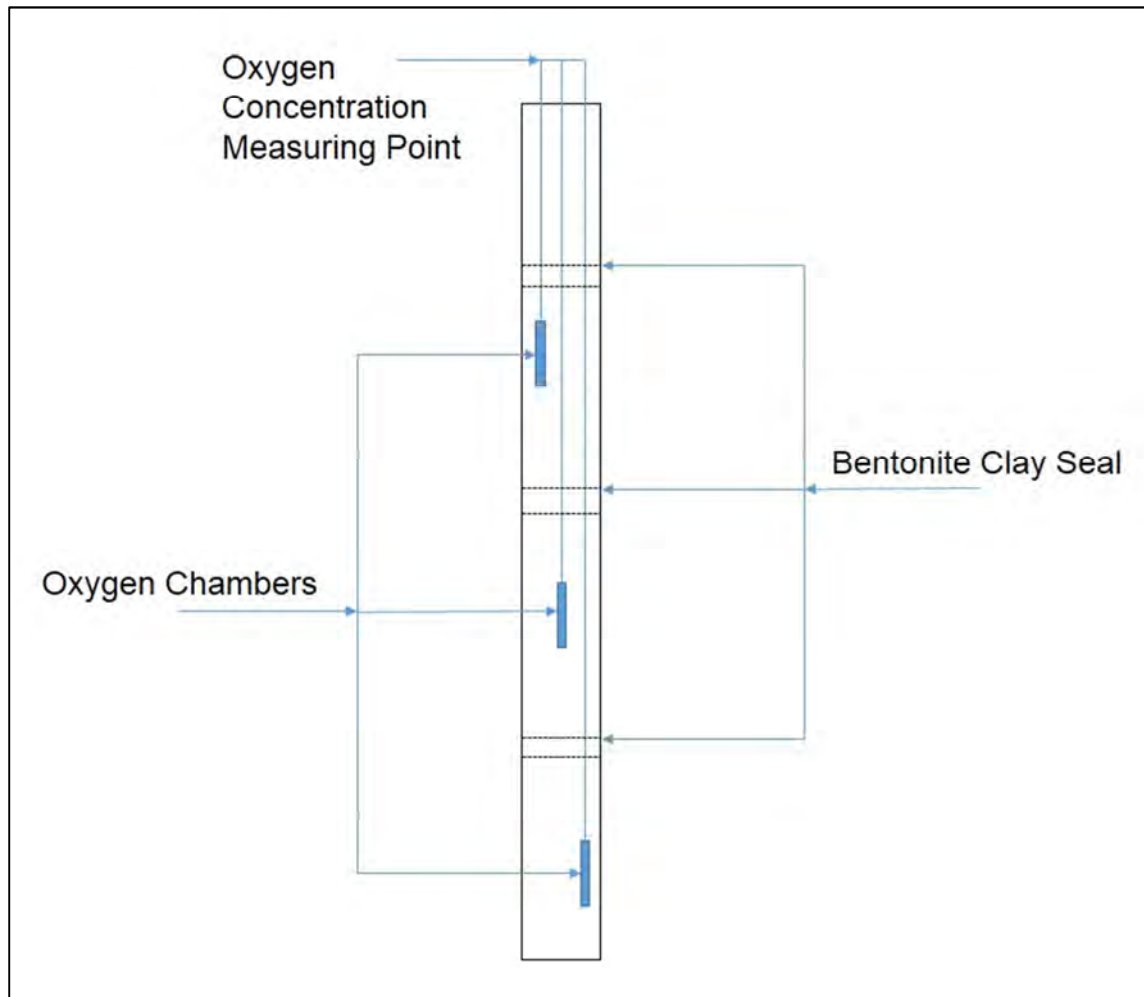 Oxygen
Concentration
Measuring Point
Bentonite Clay Seal
Oxygen Chambers